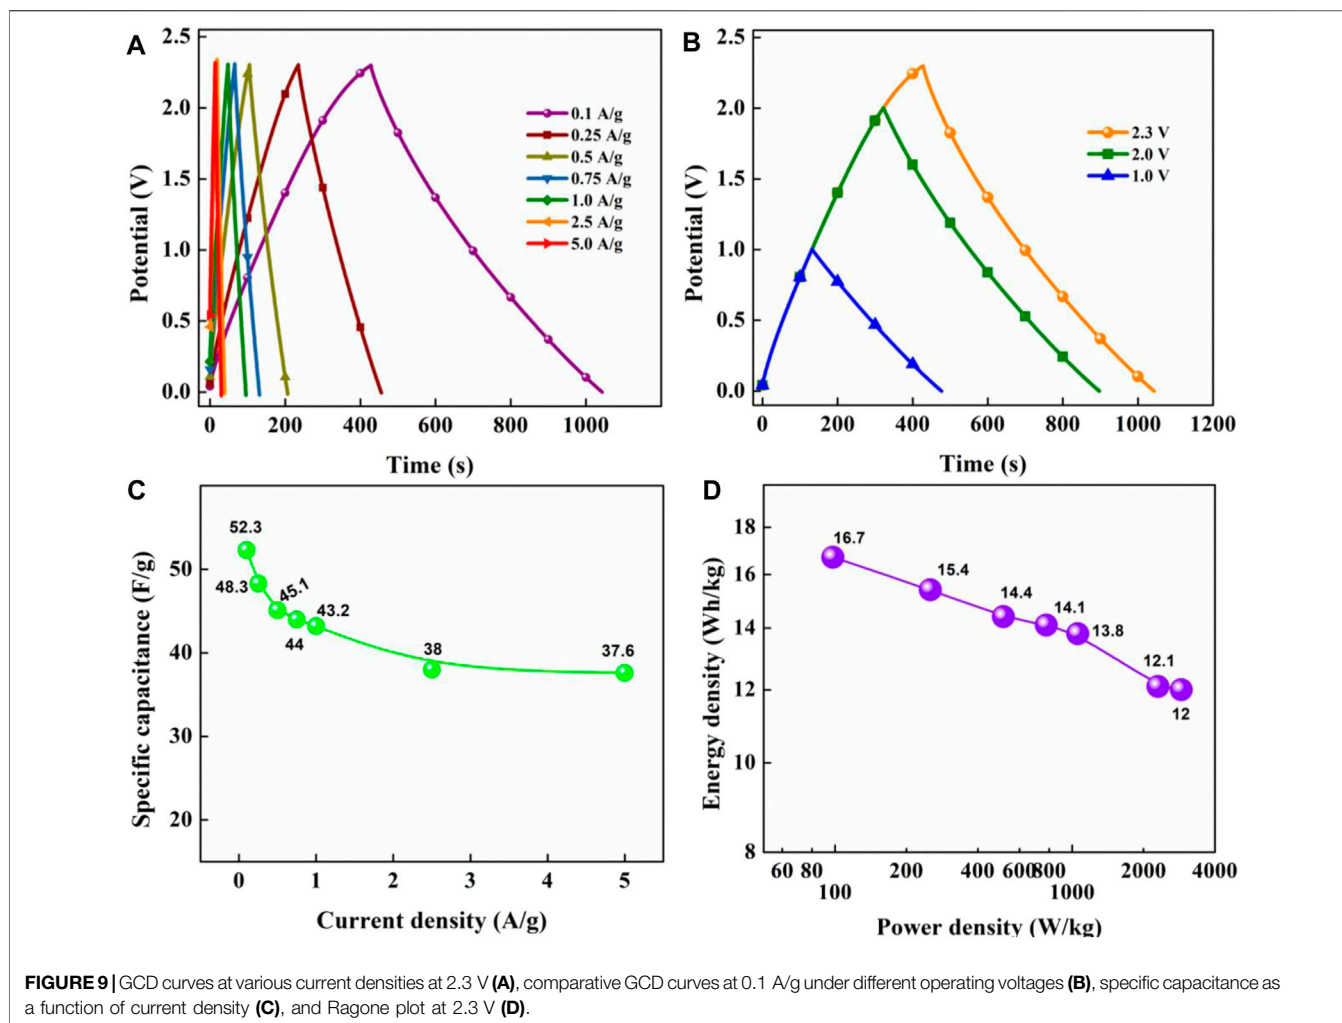 A
2.5
2.0
1.5
1.0
0.5
0.0
Potential (V)
0.1 A/g
0.25 A/g
0.5 A/g
0.75 A/g
1.0 A/g
2.5 A/g
5.0 A/g
0 200 400 600 800 1000
Time (s)
B
2.5
2.0
1.5
1.0
0.5
0.0
Potential (V)
2.3 V
2.0 V
1.0 V
0 200 400 600 800 1000 1200
Time (s)
C
50
40
30
20
Specific capacitance (F/g)
52.3
48.3
45.1
44
43.2
38
37.6
0 1 2 3 4 5
Current density (A/g)
D
18
16
14
12
10
8
Energy density (Wh/kg)
16.7
15.4
14.4
14.1
13.8
12.1
12
60 80 200 400 600 800 2000 4000
100 1000
Power density (W/kg)
FIGURE 9 | GCD curves at various current densities at 2.3 V (A), comparative GCD curves at 0.1 A/g under different operating voltages (B), specific capacitance as
a function of current density (C), and Ragone plot at 2.3 V (D).